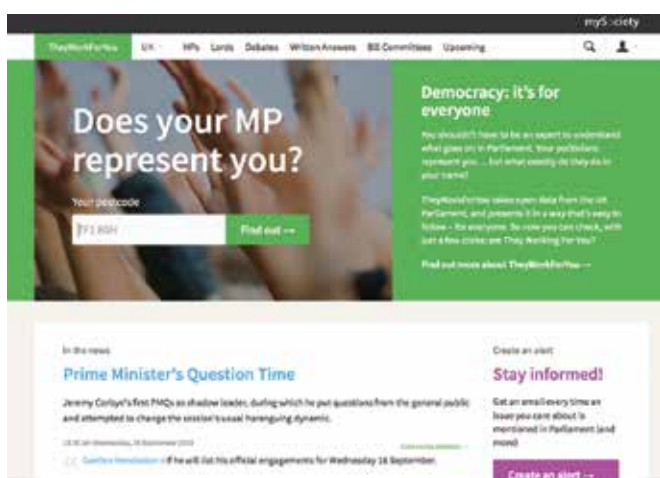 mySociety
TheyWorkForYou UK MPs Lords Debates Written Answers Bill Committees Upcoming
Does your MP
represent you?
Your postcode
Find out →
Democracy: it's for
everyone
You shouldn't have to be an expert to understand
what goes on in Parliament. Your politicians
represent you ... but what exactly do they do in
your name?
TheyWorkForYou takes open data from the UK
Parliament, and presents it in a way that's easy to
follow – for everyone. So now you can check, with
just a few clicks: are They Working For You?
Find out more about TheyWorkForYou →
In the news
Prime Minister's Question Time
Jeremy Corbyn's first PMQs as shadow leader, during which he put questions from the general public
and attempted to change the session's usual haranguing dynamic.
Wednesday, 16 September 2015
if he will list his official engagements for Wednesday 16 September.
Create an alert
Stay informed!
Get an email every time an
issue you care about is
mentioned in Parliament (and
more)
Create an alert →